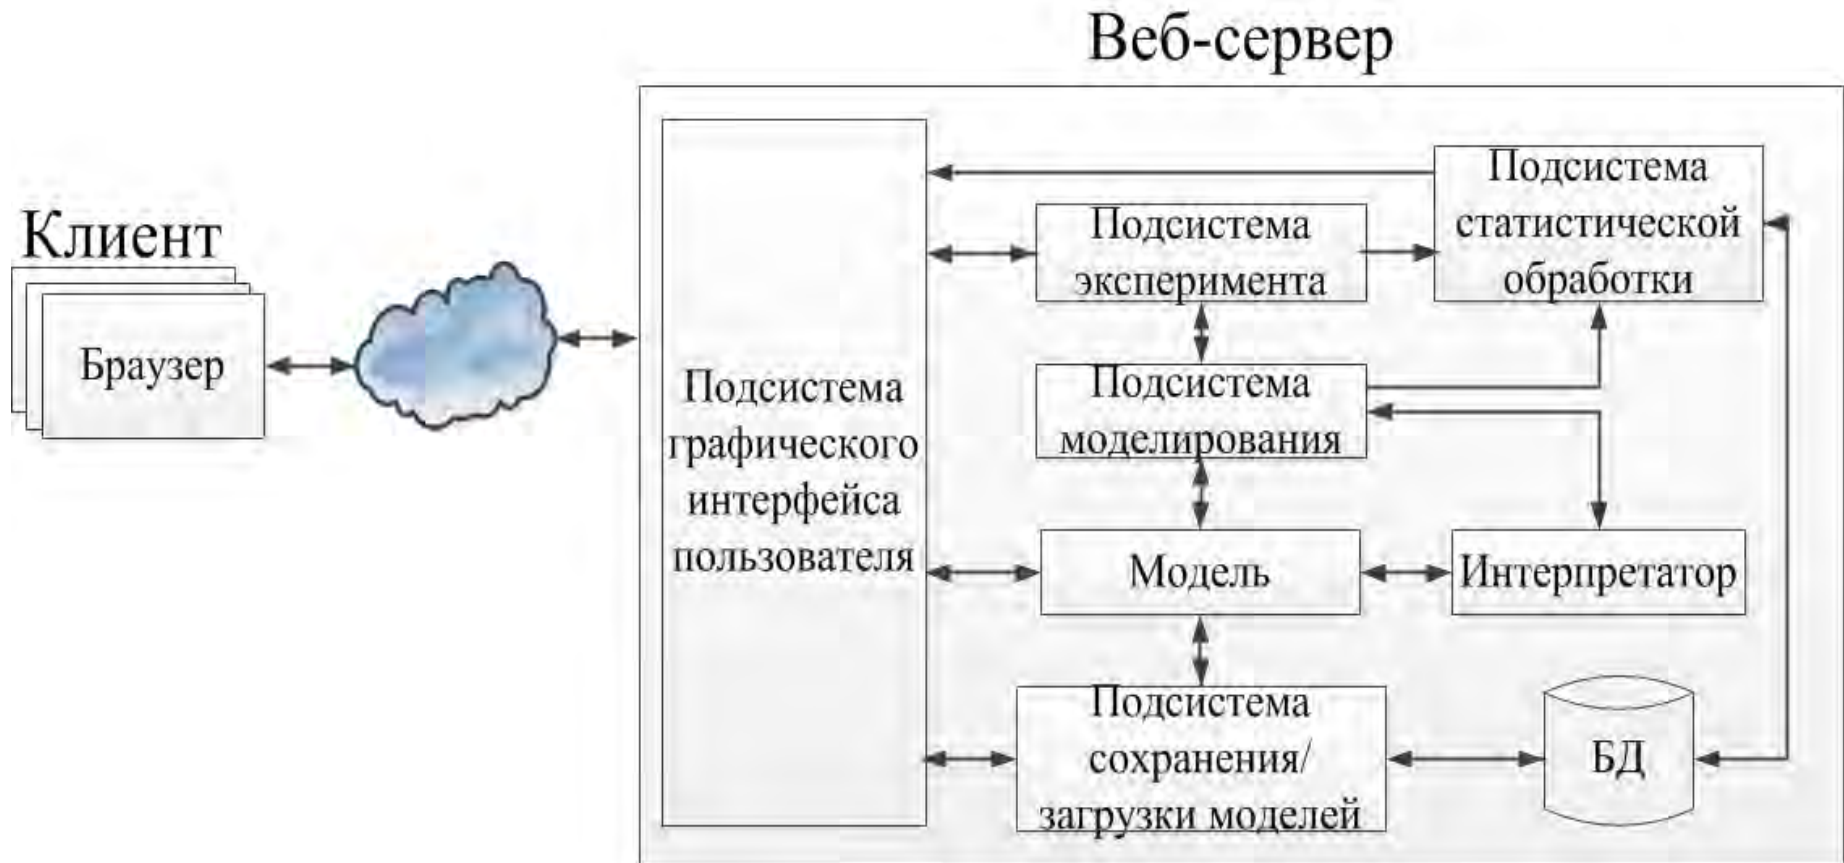 Веб-сервер
Клиент
Браузер
Подсистема
графического
интерфейса
пользователя
Подсистема
эксперимента
Подсистема
статистической
обработки
Подсистема
моделирования
Модель
Интерпретатор
Подсистема
сохранения/
загрузки моделей
БД